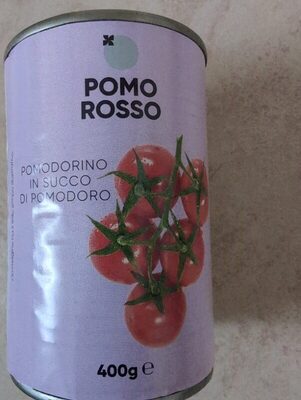 POMO
ROSSO
POMODORINO
IN SUCCO
DI POMODORO
400g ℮